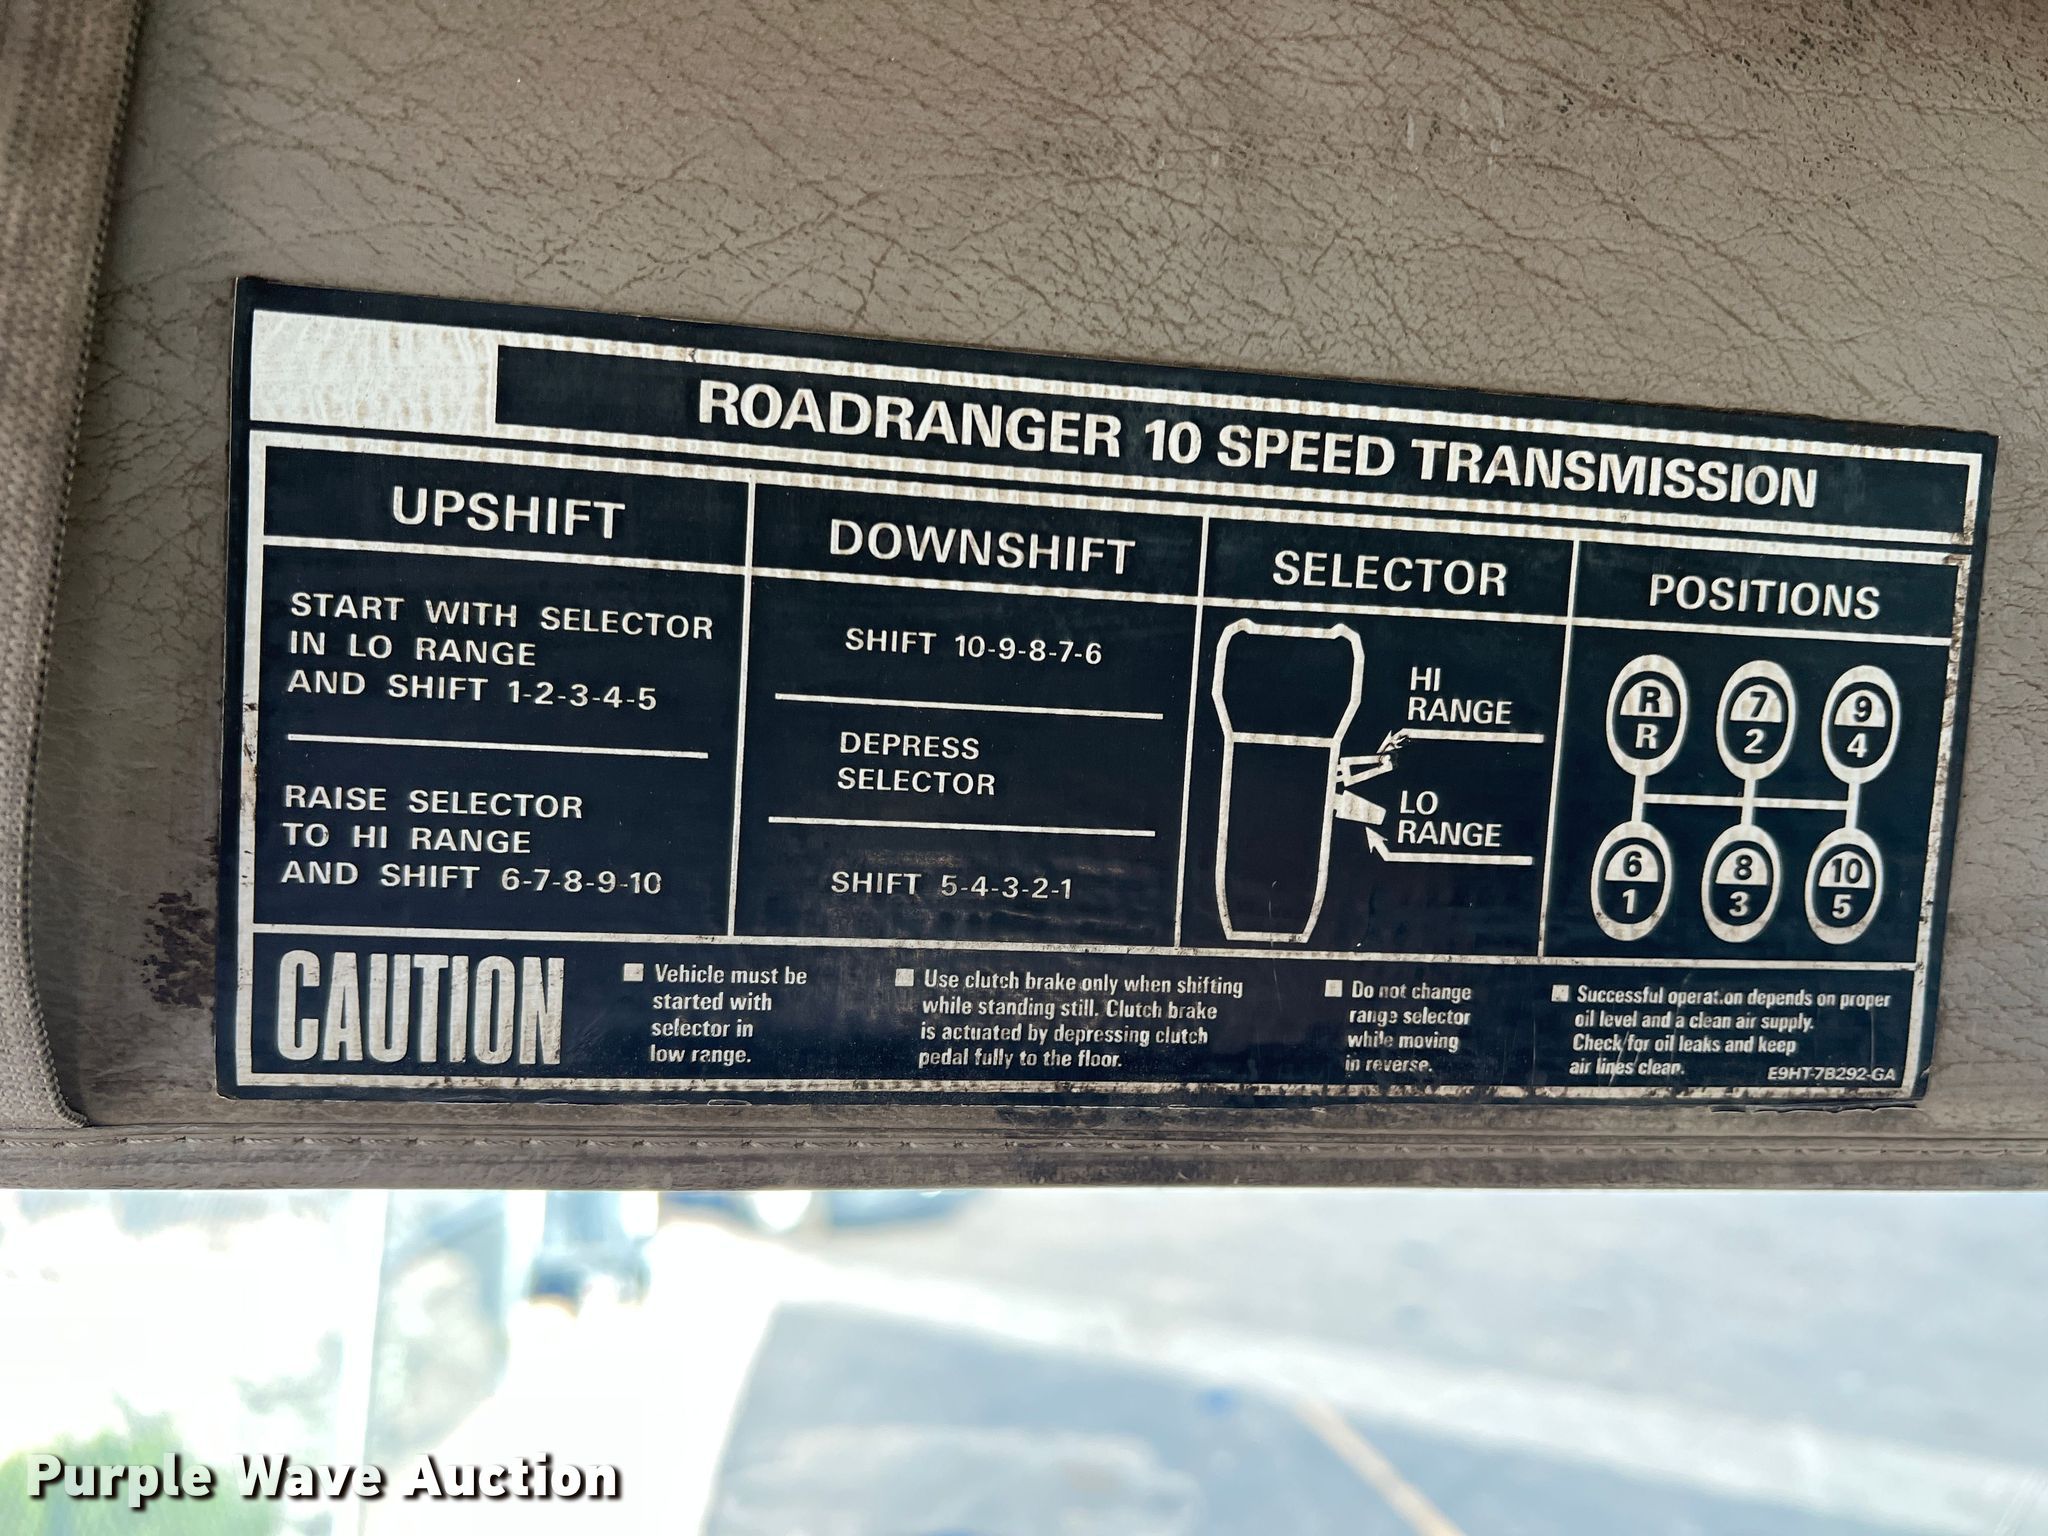 ROADRANGER 10 SPEED TRANSMISSION
UPSHIFT
START WITH SELECTOR
IN LO RANGE
AND SHIFT 1-2-3-4-5
RAISE SELECTOR
TO HI RANGE
AND SHIFT 6-7-8-9-10
DOWNSHIFT
SHIFT 10-9-8-7-6
DEPRESS
SELECTOR
SHIFT 5-4-3-2-1
SELECTOR
HI
RANGE
LO
RANGE
POSITIONS
R 7 9
R 2 4
6 8 10
1 3 5
CAUTION
Vehicle must be
started with
selector in
low range.
Use clutch brake only when shifting
while standing still. Clutch brake
is actuated by depressing clutch
pedal fully to the floor.
Do not change
range selector
while moving
in reverse.
Successful operation depends on proper
oil level and a clean air supply.
Check for oil leaks and keep
air lines clean.
E9HT-7B292-GA
Purple Wave Auction